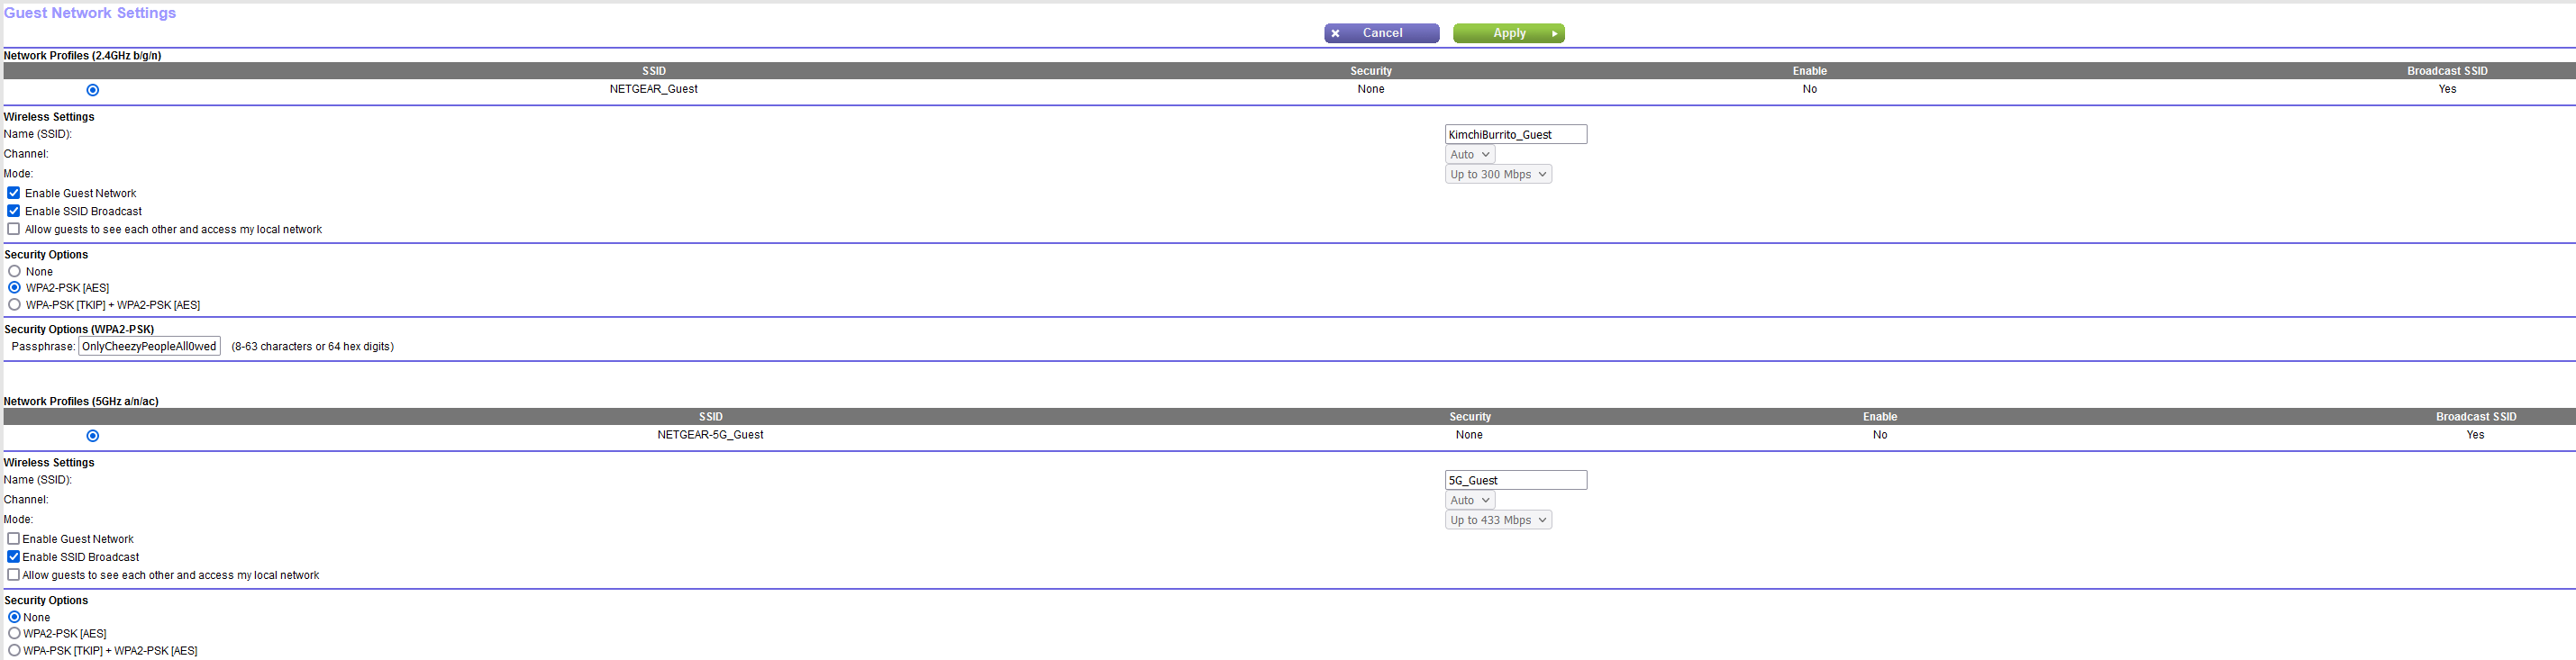 Guest Network Settings
Cancel Apply
Network Profiles (2.4GHz b/g/n)
SSID Security Enable Broadcast SSID
NETGEAR_Guest None No Yes
Wireless Settings
Name (SSID): KimchiBurrito_Guest
Channel: Auto
Mode: Up to 300 Mbps
Enable Guest Network
Enable SSID Broadcast
Allow guests to see each other and access my local network
Security Options
None
WPA2-PSK [AES]
WPA-PSK [TKIP] + WPA2-PSK [AES]
Security Options (WPA2-PSK)
Passphrase: OnlyCheezyPeopleAll0wed (8-63 characters or 64 hex digits)
Network Profiles (5GHz a/n/ac)
SSID Security Enable Broadcast SSID
NETGEAR-5G_Guest None No Yes
Wireless Settings
Name (SSID): 5G_Guest
Channel: Auto
Mode: Up to 433 Mbps
Enable Guest Network
Enable SSID Broadcast
Allow guests to see each other and access my local network
Security Options
None
WPA2-PSK [AES]
WPA-PSK [TKIP] + WPA2-PSK [AES]